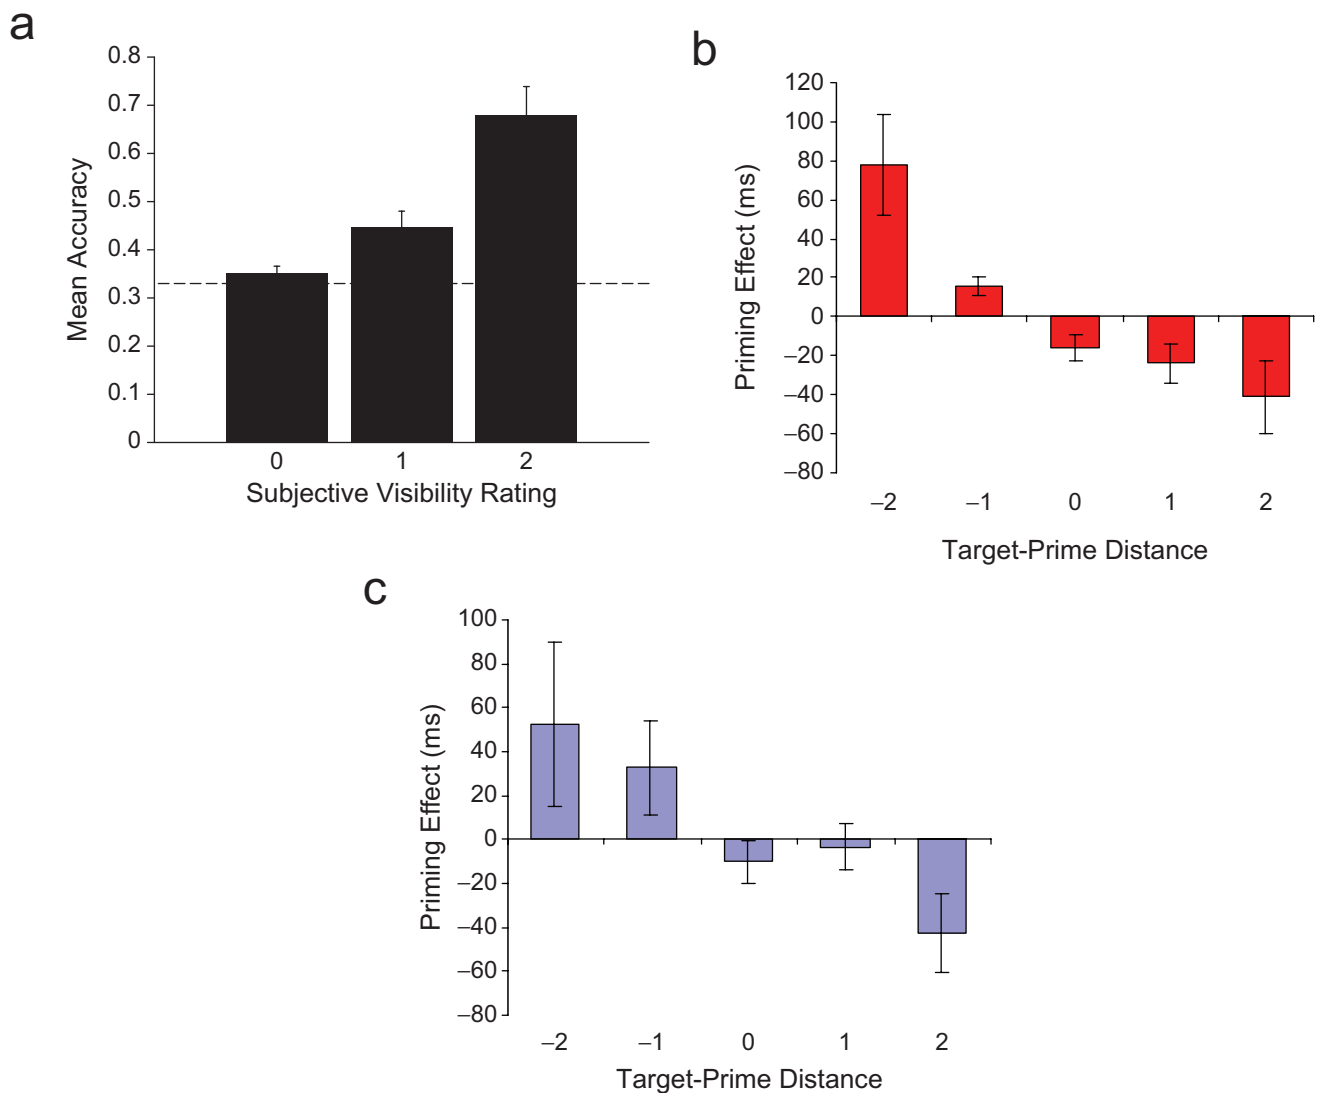 a
0.8
0.7
0.6
0.5
0.4
0.3
0.2
0.1
0
Mean Accuracy
0 1 2
Subjective Visibility Rating
b
120
100
80
60
40
20
0
−20
−40
−60
−80
Priming Effect (ms)
−2 −1 0 1 2
Target-Prime Distance
c
100
80
60
40
20
0
−20
−40
−60
−80
Priming Effect (ms)
−2 −1 0 1 2
Target-Prime Distance